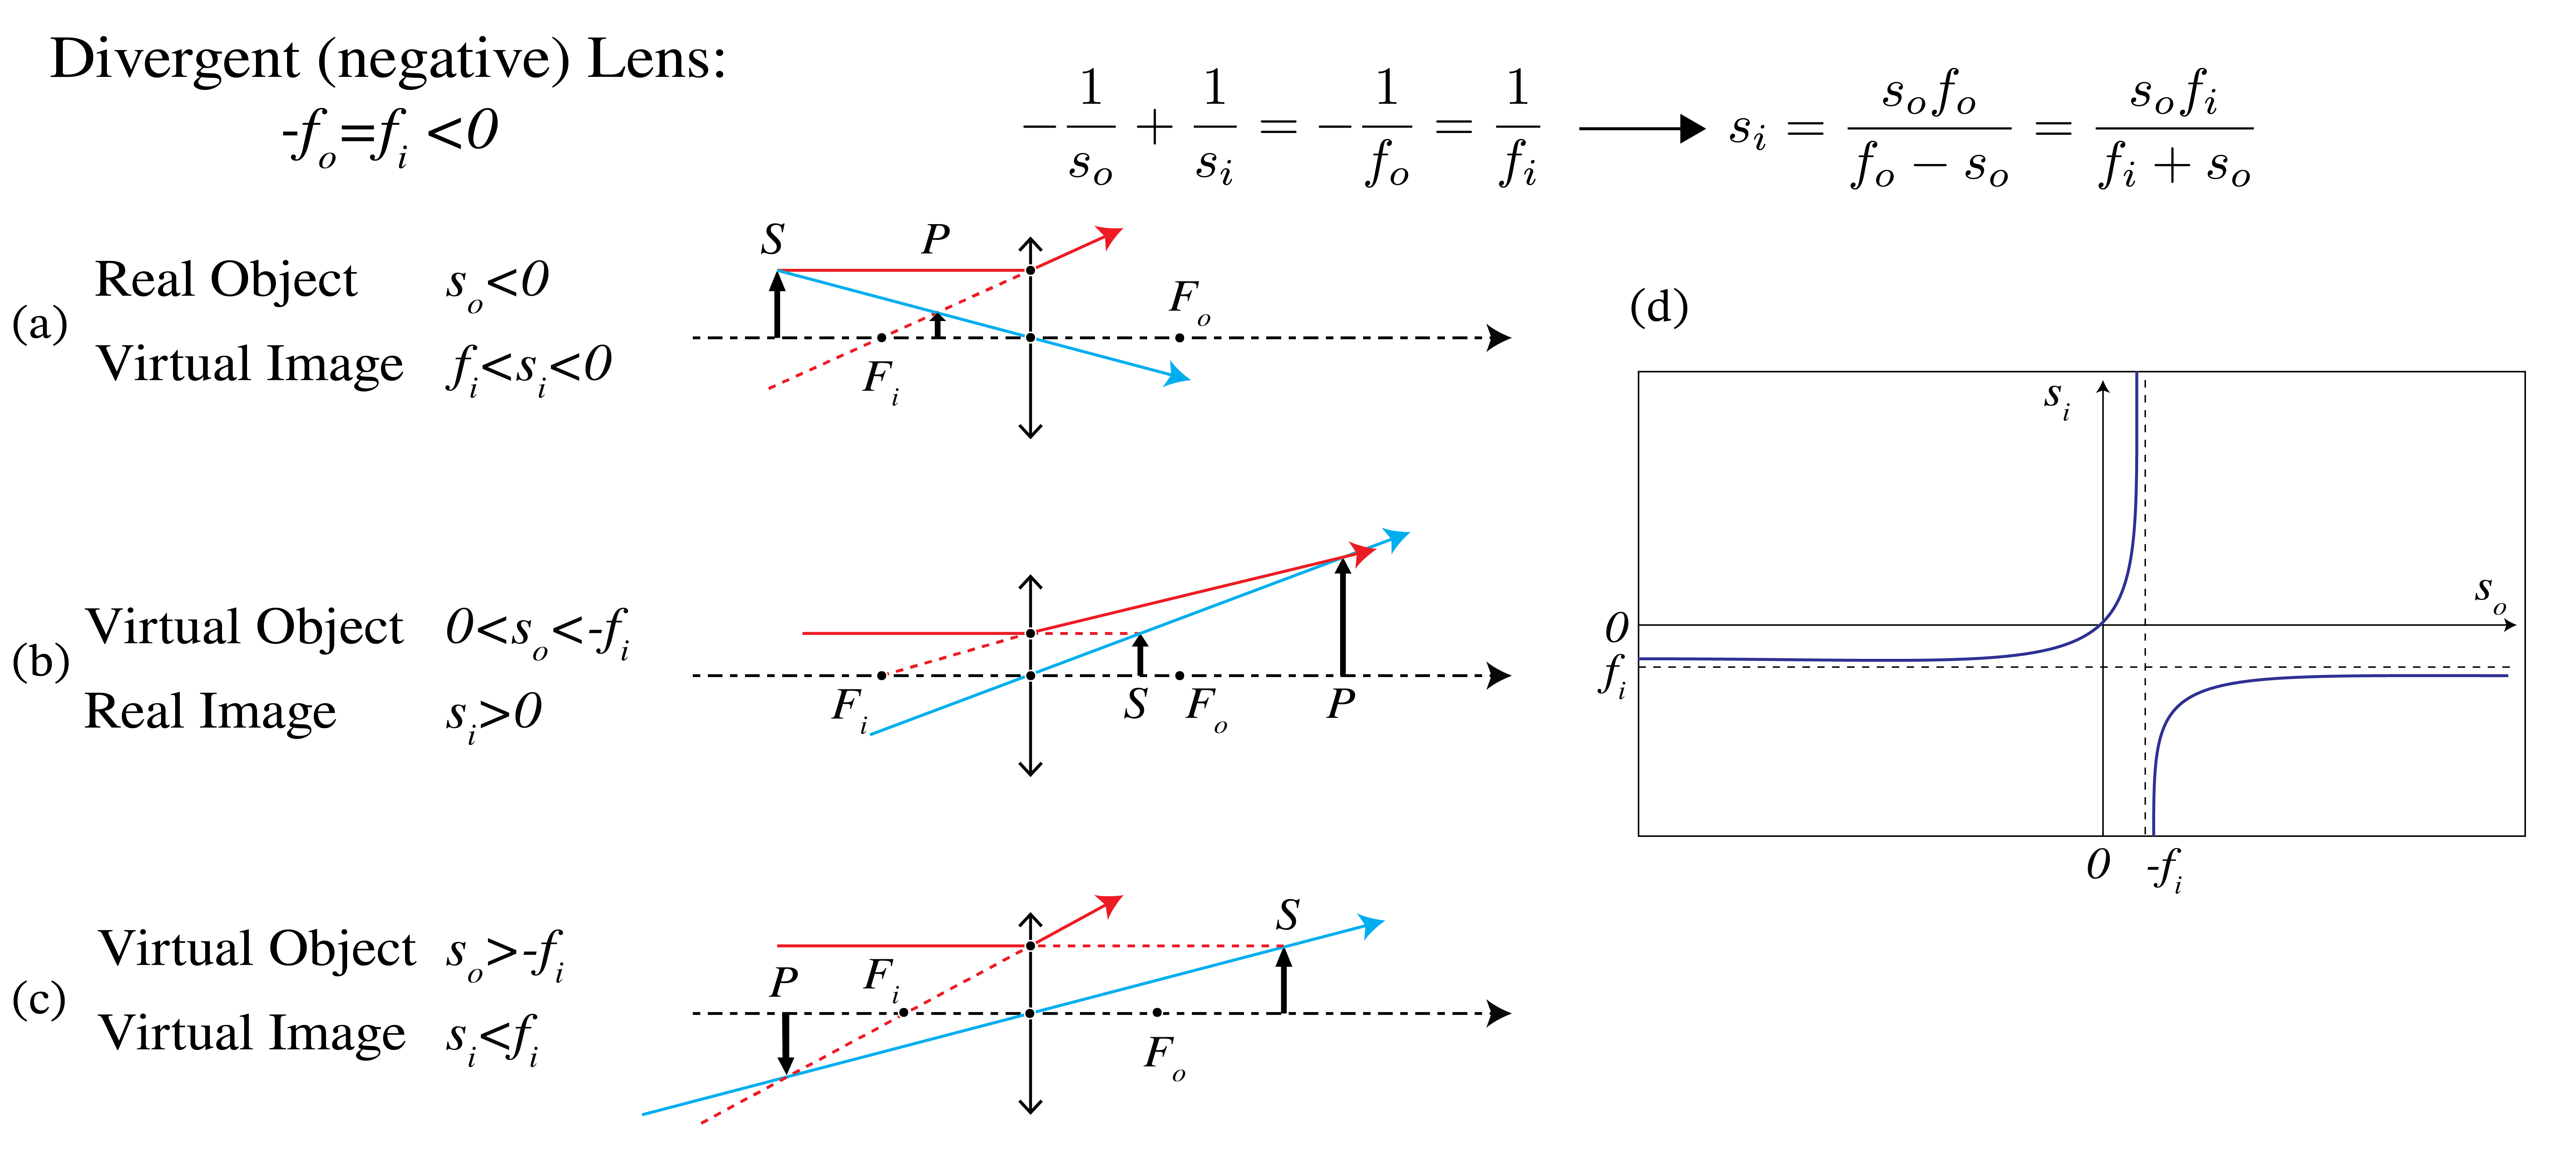 Divergent (negative) Lens:
-f_o=f_i <0
-\frac{1}{s_o} + \frac{1}{s_i} = -\frac{1}{f_o} = \frac{1}{f_i} → s_i = \frac{s_o f_o}{f_o - s_o} = \frac{s_o f_i}{f_i + s_o}
(a)
Real Object s_o<0
Virtual Image f_i<s_i<0
S P
F_o
F_i
(b)
Virtual Object 0<s_o<-f_i
Real Image s_i>0
F_i S F_o P
(c)
Virtual Object s_o>-f_i
Virtual Image s_i<f_i
S
P F_i
F_o
(d)
s_i
s_o
0
f_i
0 -f_i